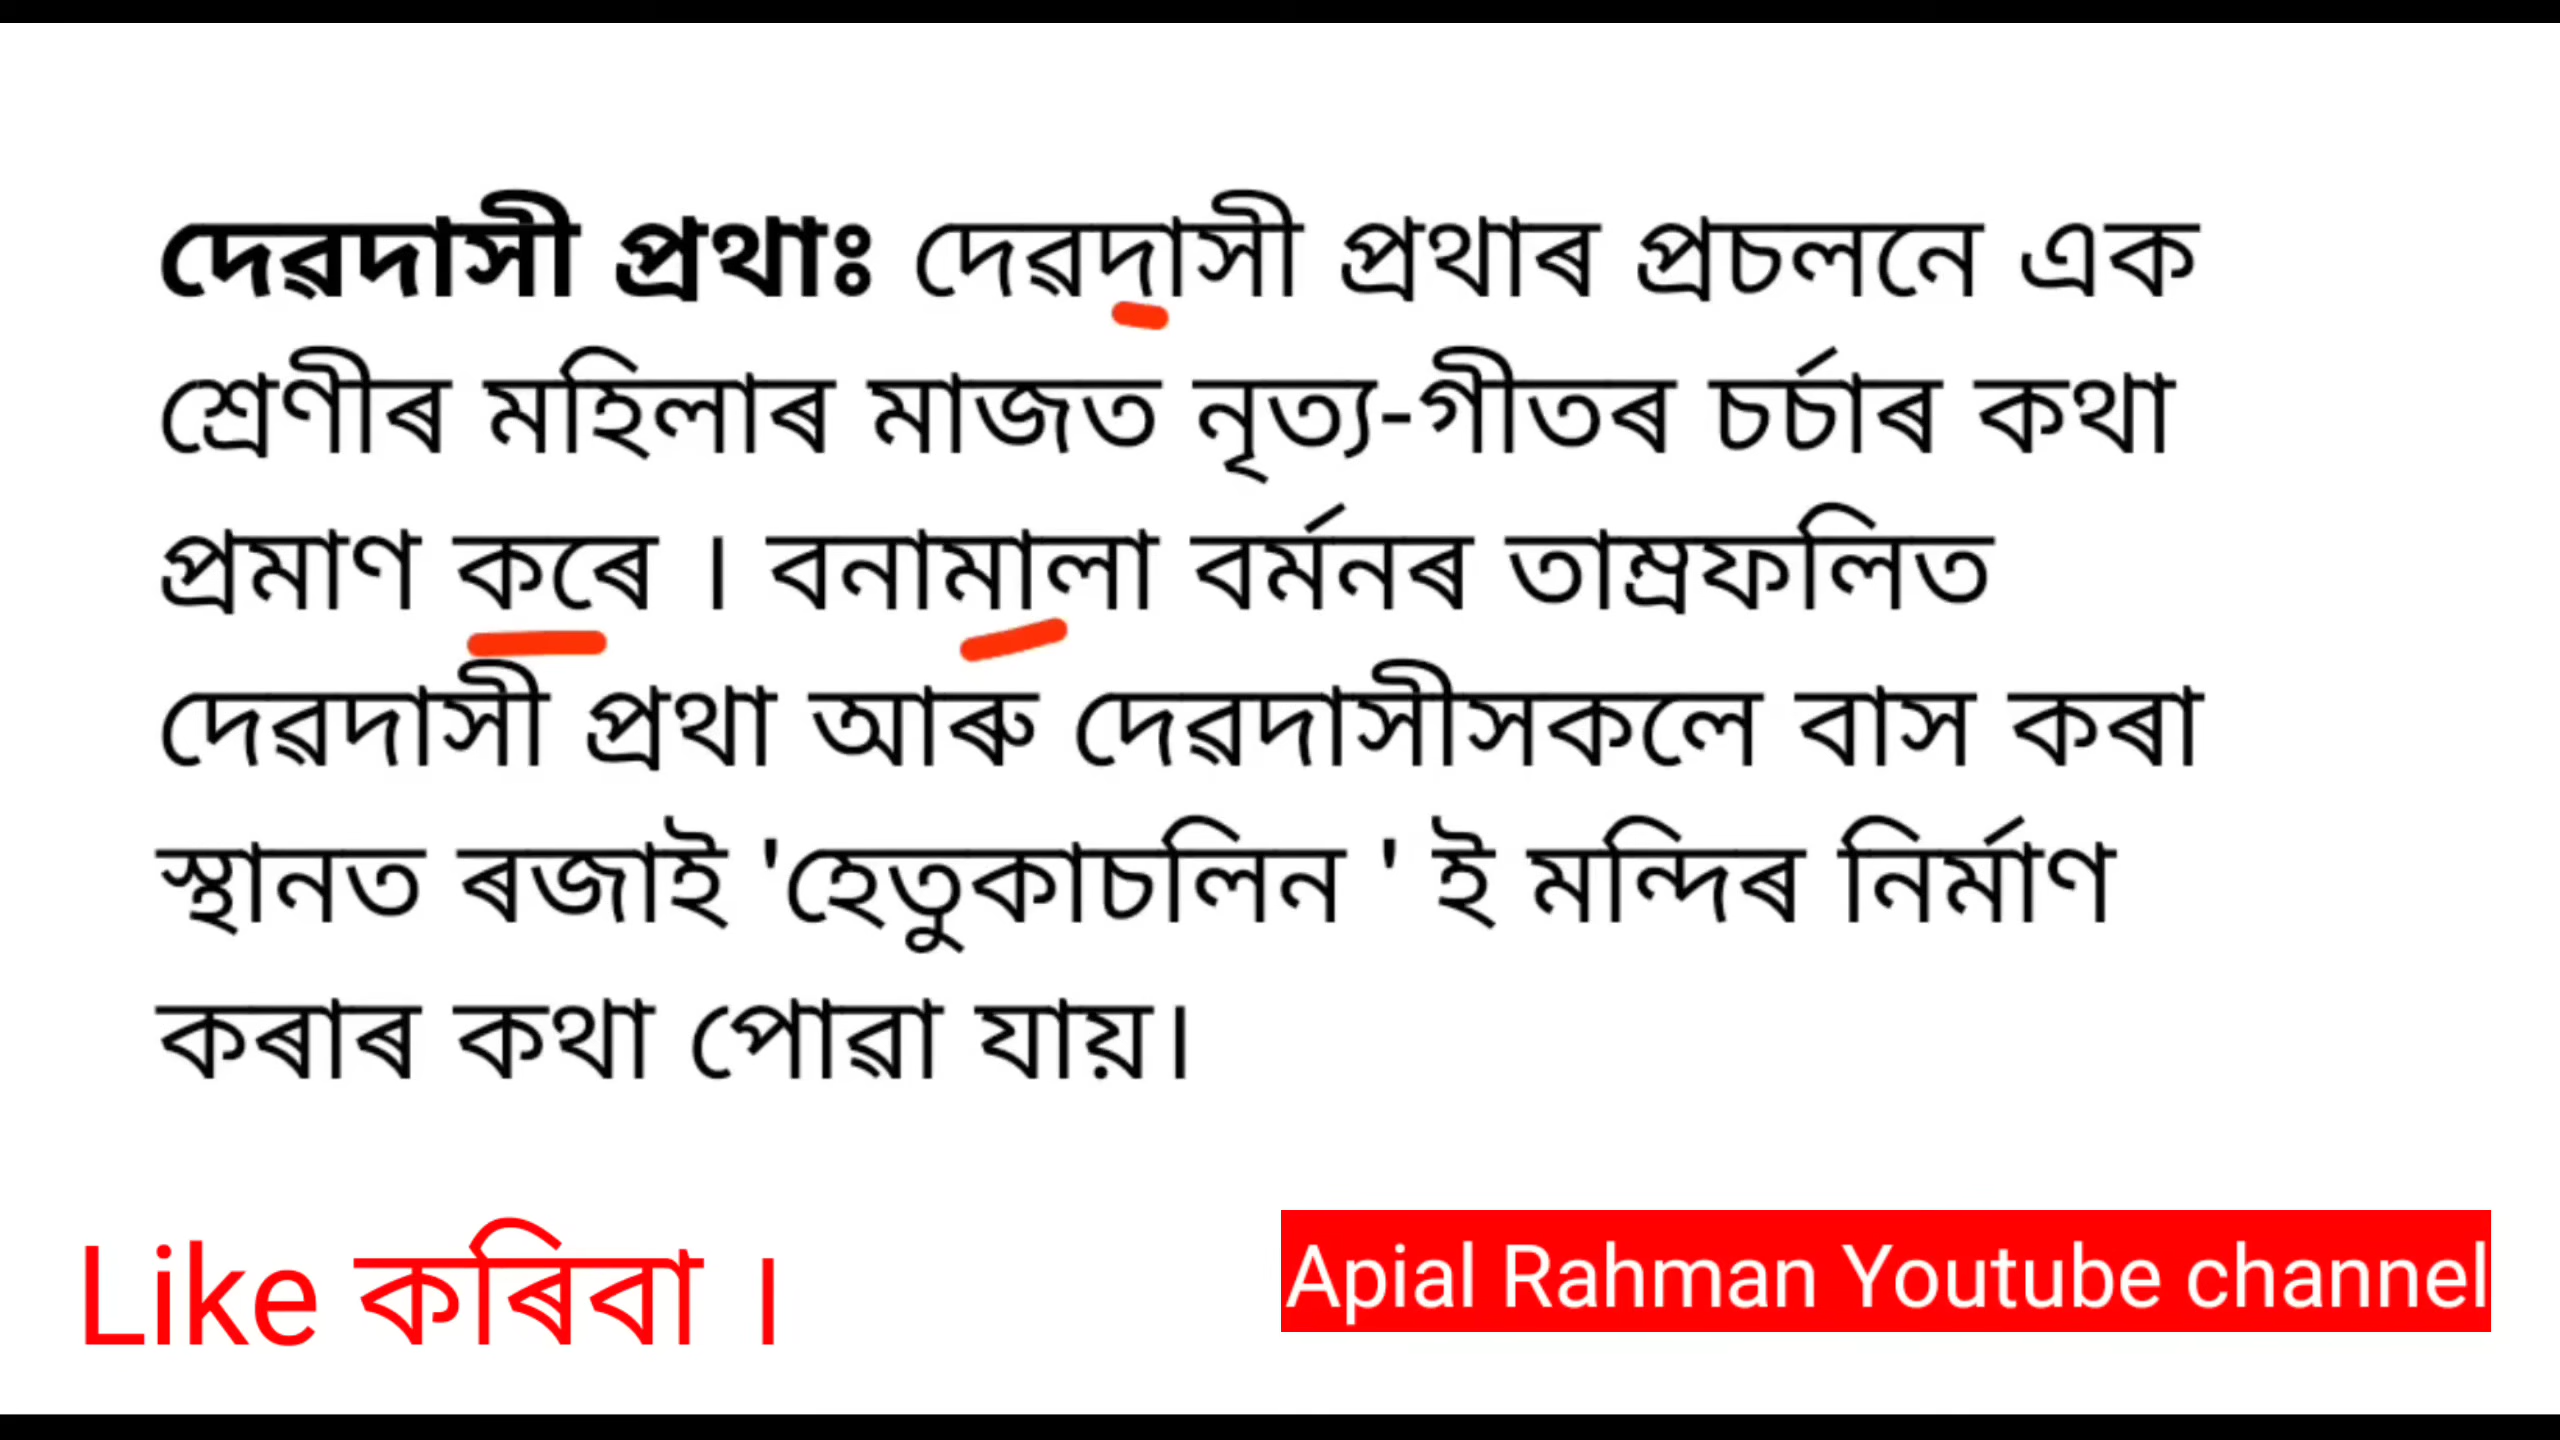 দেৱদাসী প্ৰথাঃ দেৱদাসী প্ৰথাৰ প্ৰচলনে এক
শ্ৰেণীৰ মহিলাৰ মাজত নৃত্য-গীতৰ চৰ্চাৰ কথা
প্ৰমাণ কৰে । বনামালা বৰ্মনৰ তাম্ৰফলিত
দেৱদাসী প্ৰথা আৰু দেৱদাসীসকলে বাস কৰা
স্থানত ৰজাই 'হেতুকাচলিন ' ই মন্দিৰ নিৰ্মাণ
কৰাৰ কথা পোৱা যায়।
Like কৰিবা ।
Apial Rahman Youtube channel